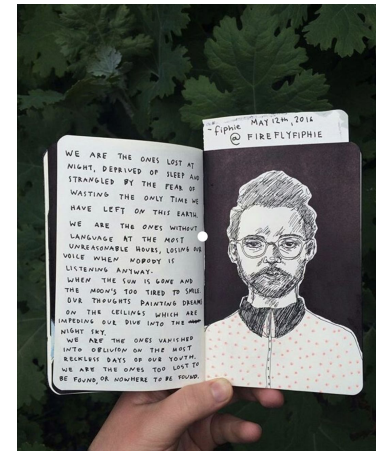 WE ARE THE ONES LOST AT
NIGHT, DEPRIVED OF SLEEP AND
STRANGLED BY THE FEAR OF
WASTING THE ONLY TIME WE
HAVE LEFT ON THIS EARTH.
WE ARE THE ONES WITHOUT
LANGUAGE AT THE MOST
UNREASONABLE HOURS, LOSING OUR
VOICE WHEN NOBODY IS
LISTENING ANYWAY.
WHEN THE SUN IS GONE AND
THE MOON'S TOO TIRED TO SMILE
OUR THOUGHTS PAINTING DREAMS
ON THE CEILINGS WHICH ARE
IMPEDING OUR DIVE INTO THE
NIGHT SKY.
WE ARE THE ONES VANISHED
INTO OBLIVION ON THE MOST
RECKLESS DAYS OF OUR YOUTH.
WE ARE THE ONES TOO LOST TO
BE FOUND, OR NOWHERE TO BE FOUND.
~fiphie MAY 12th, 2016
@ FIREFLYFIPHIE